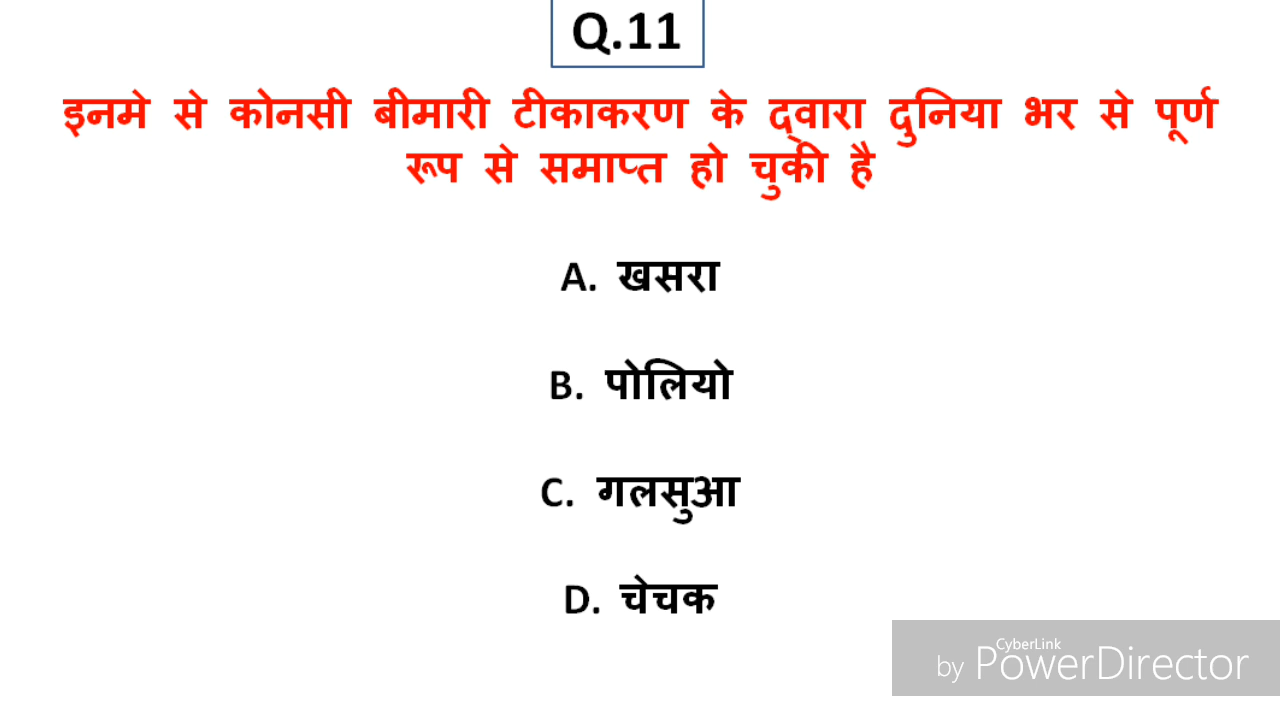 Q.11
इनमे से कोनसी बीमारी टीकाकरण के द्वारा दुनिया भर से पूर्ण
रूप से समाप्त हो चुकी है
A. खसरा
B. पोलियो
C. गलसुआ
D. चेचक
CyberLink
by PowerDirector